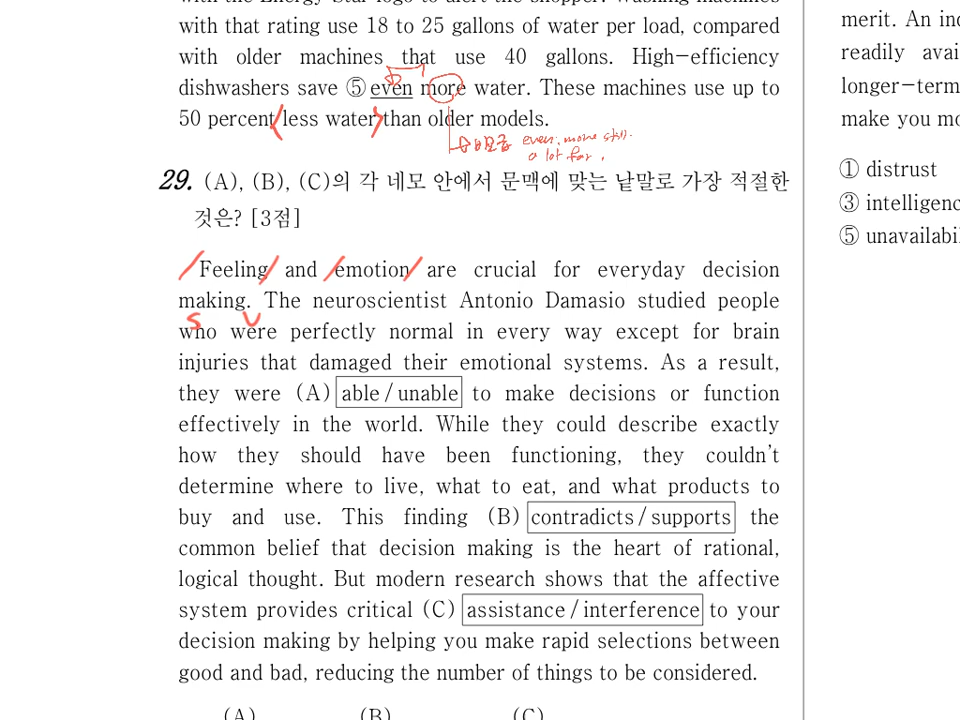 with that rating use 18 to 25 gallons of water per load, compared
with older machines that use 40 gallons. High-efficiency
dishwashers save ⑤ even more water. These machines use up to
50 percent less water than older models.
even. more still.
a lot far.
29. (A), (B), (C)의 각 네모 안에서 문맥에 맞는 낱말로 가장 적절한
것은? [3점]
Feeling and emotion are crucial for everyday decision
making. The neuroscientist Antonio Damasio studied people
S V
who were perfectly normal in every way except for brain
injuries that damaged their emotional systems. As a result,
they were (A) able / unable to make decisions or function
effectively in the world. While they could describe exactly
how they should have been functioning, they couldn't
determine where to live, what to eat, and what products to
buy and use. This finding (B) contradicts / supports the
common belief that decision making is the heart of rational,
logical thought. But modern research shows that the affective
system provides critical (C) assistance / interference to your
decision making by helping you make rapid selections between
good and bad, reducing the number of things to be considered.
(A) (B) (C)
merit. An
readily
longer-term
make you
① distrust
③
⑤